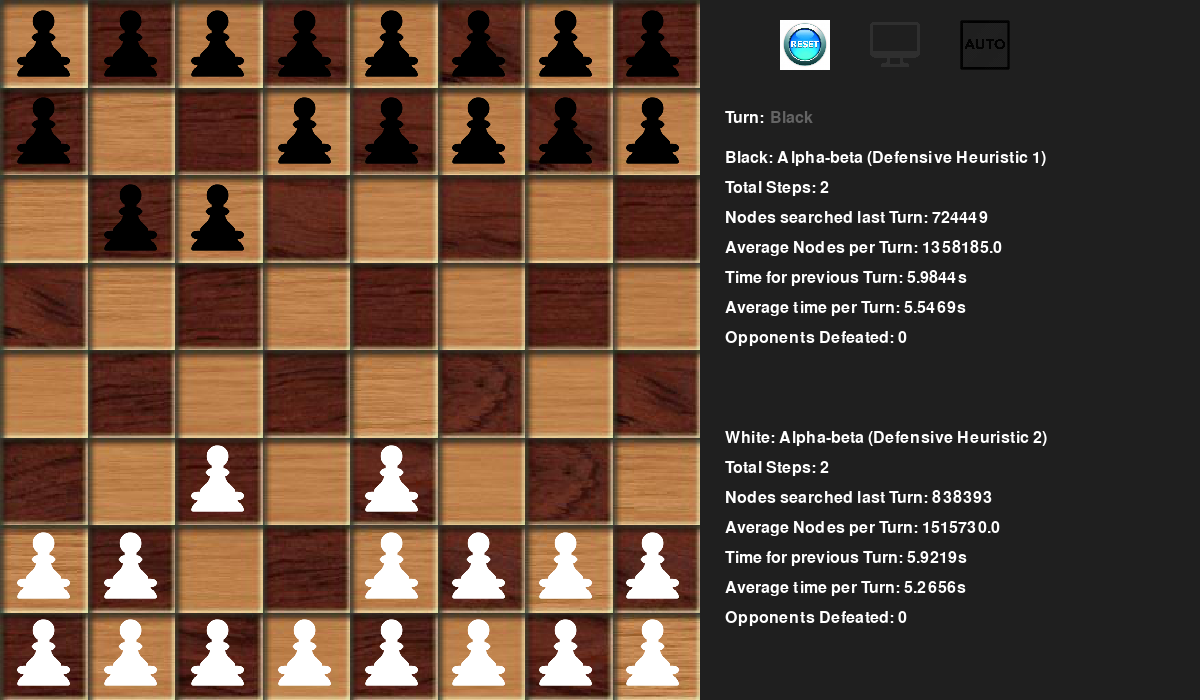 RESET
AUTO
Turn: Black
Black: Alpha-beta (Defensive Heuristic 1)
Total Steps: 2
Nodes searched last Turn: 724449
Average Nodes per Turn: 1358185.0
Time for previous Turn: 5.9844s
Average time per Turn: 5.5469s
Opponents Defeated: 0
White: Alpha-beta (Defensive Heuristic 2)
Total Steps: 2
Nodes searched last Turn: 838393
Average Nodes per Turn: 1515730.0
Time for previous Turn: 5.9219s
Average time per Turn: 5.2656s
Opponents Defeated: 0